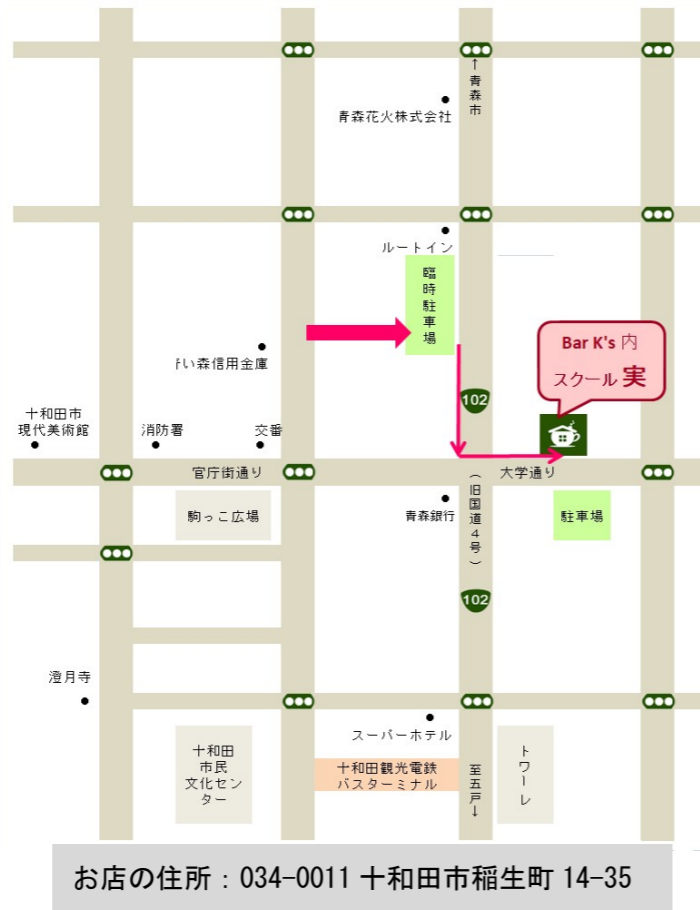 ↑青森市
青森花火株式会社
ルートイン
臨時駐車場
い森信用金庫
Bar K's 内
スクール 実
102
十和田市
現代美術館
消防署
交番
官庁街通り
大学通り
駒っこ広場
青森銀行
（旧国道4号）
駐車場
102
澄月寺
スーパーホテル
十和田
市民
文化セン
ター
十和田観光電鉄
バスターミナル
至五戸↓
トワーレ
お店の住所：034-0011 十和田市稲生町 14-35